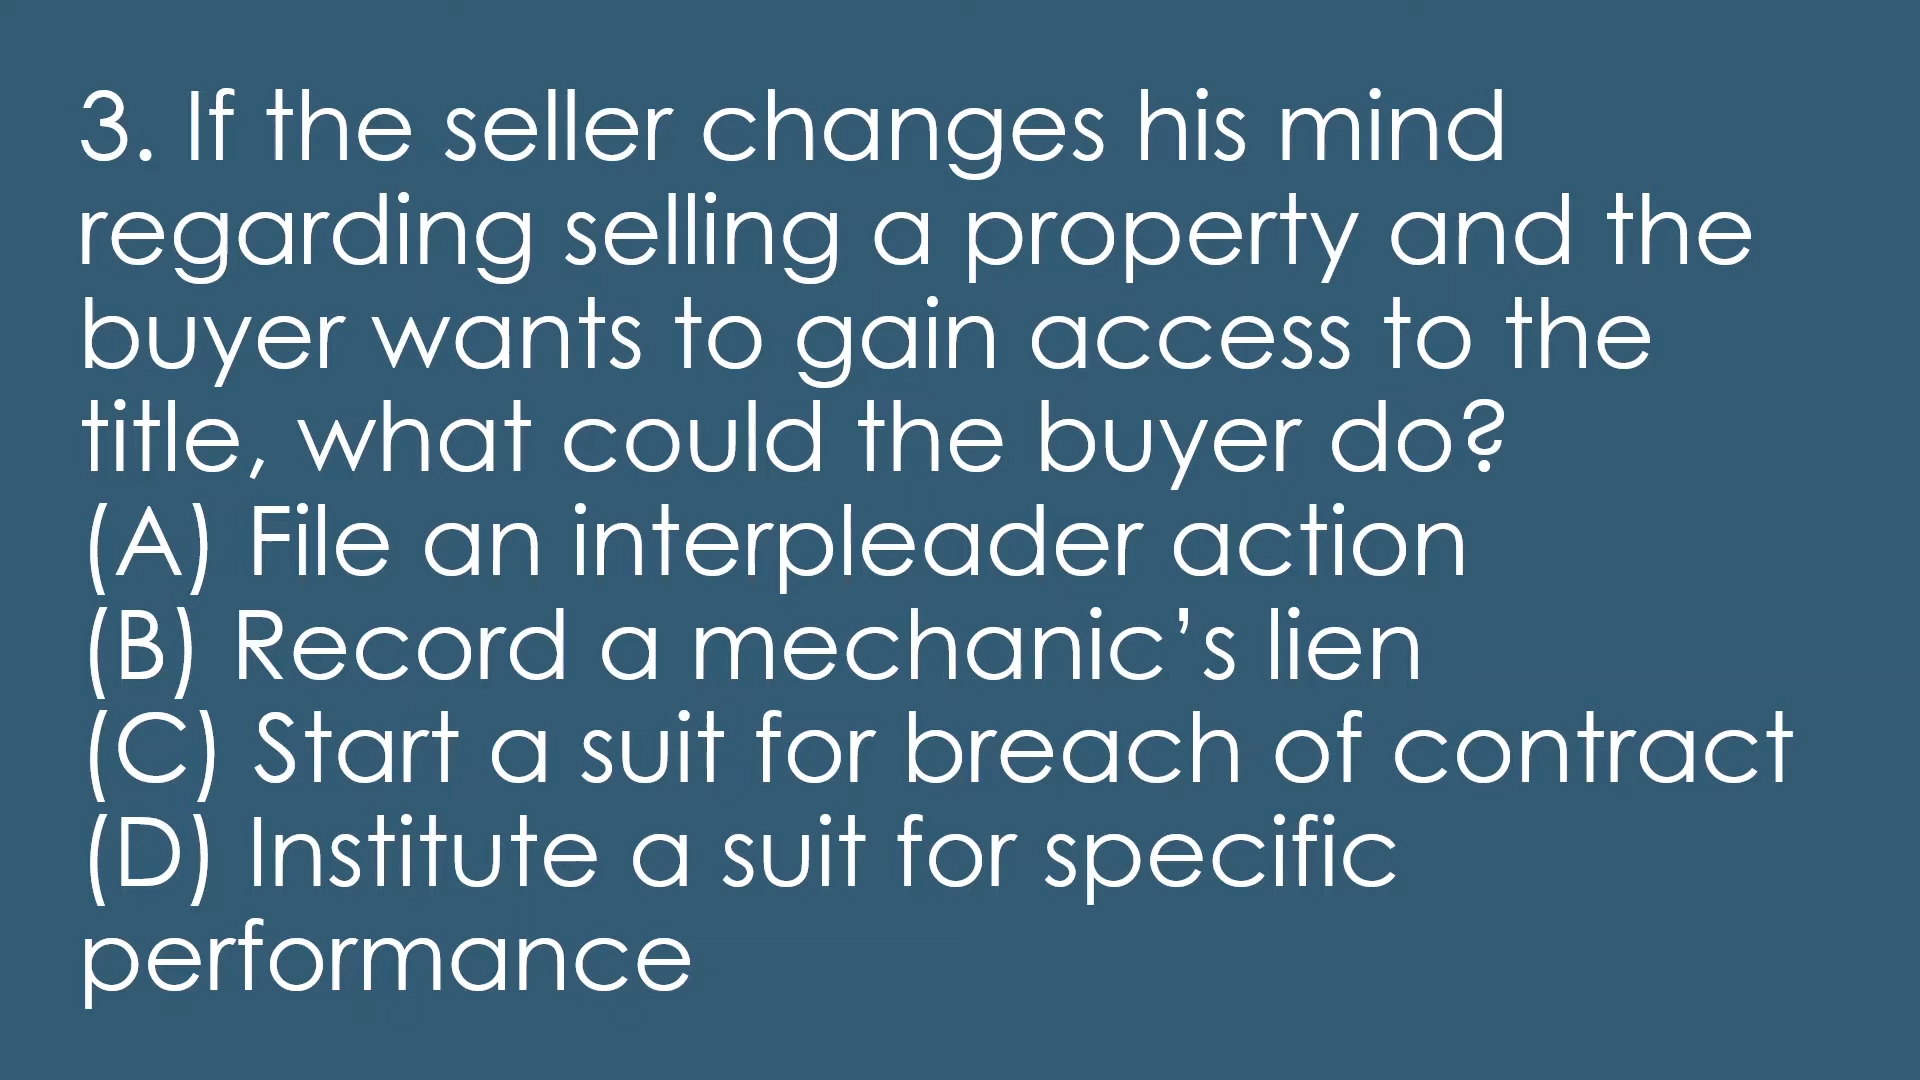 3. If the seller changes his mind
regarding selling a property and the
buyer wants to gain access to the
title, what could the buyer do?
(A) File an interpleader action
(B) Record a mechanic’s lien
(C) Start a suit for breach of contract
(D) Institute a suit for specific
performance